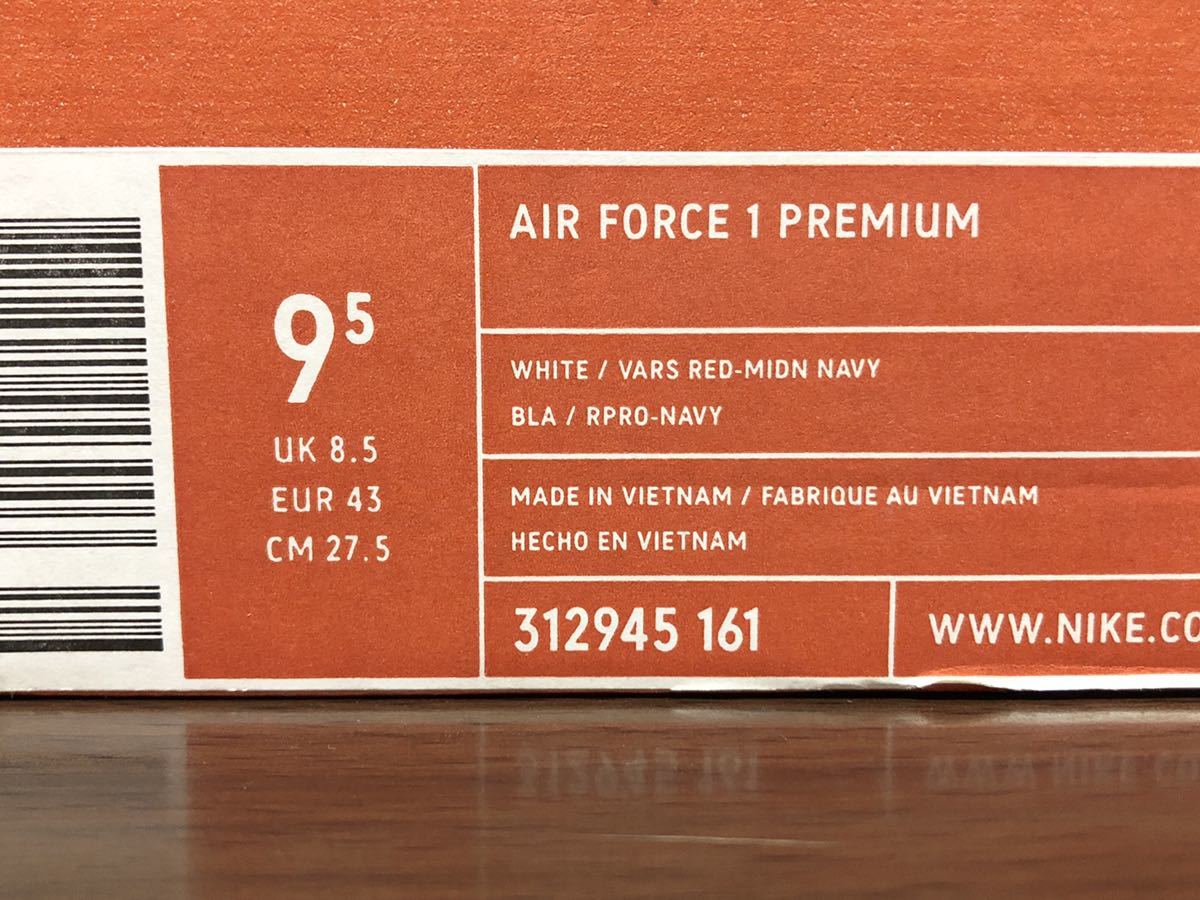 9⁵
UK 8.5
EUR 43
CM 27.5
AIR FORCE 1 PREMIUM
WHITE / VARS RED-MIDN NAVY
BLA / RPRO-NAVY
MADE IN VIETNAM / FABRIQUE AU VIETNAM
HECHO EN VIETNAM
312945 161
WWW.NIKE.CO